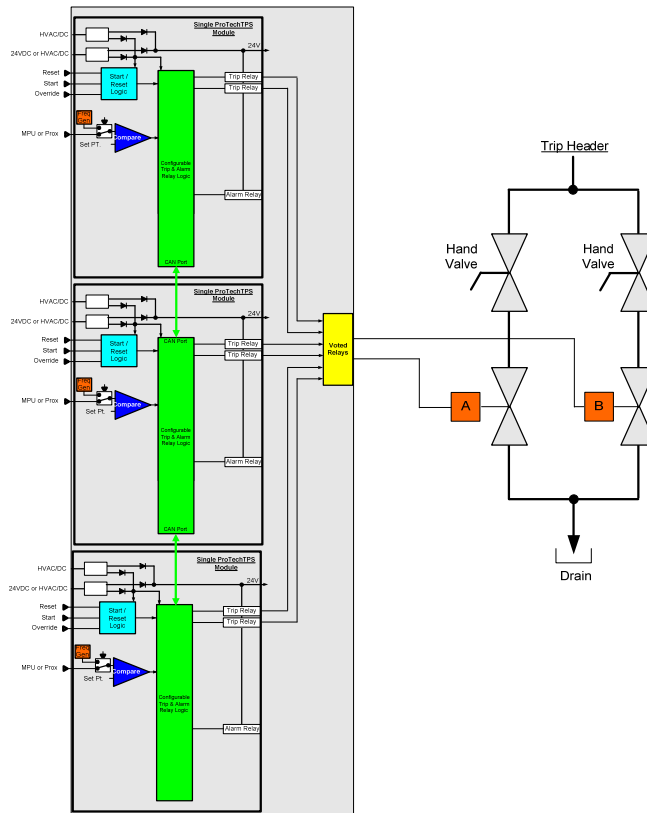 Single ProTechTPS
Module
HVAC/DC
24V
24VDC or HVAC/DC
Reset
Start
Override
Start /
Reset
Logic
Trip Relay
Trip Relay
Freq
Gen.
MPU or Prox
Set PT.
Compare
Configurable
Trip & Alarm
Relay Logic
Alarm Relay
CAN Port
Single ProTechTPS
Module
HVAC/DC
24V
24VDC or HVAC/DC
Reset
Start
Override
Start /
Reset
Logic
CAN Port
Trip Relay
Trip Relay
Freq
Gen.
MPU or Prox
Set Pt.
Compare
Configurable
Trip & Alarm
Relay Logic
Alarm Relay
CAN Port
Single ProTechTPS
Module
HVAC/DC
24V
24VDC or HVAC/DC
Reset
Start
Override
Start /
Reset
Logic
Trip Relay
Trip Relay
Freq
Gen.
MPU or Prox
Set Pt.
Compare
Configurable
Trip & Alarm
Relay Logic
Alarm Relay
Voted
Relays
Trip Header
Hand
Valve
Hand
Valve
A
B
Drain